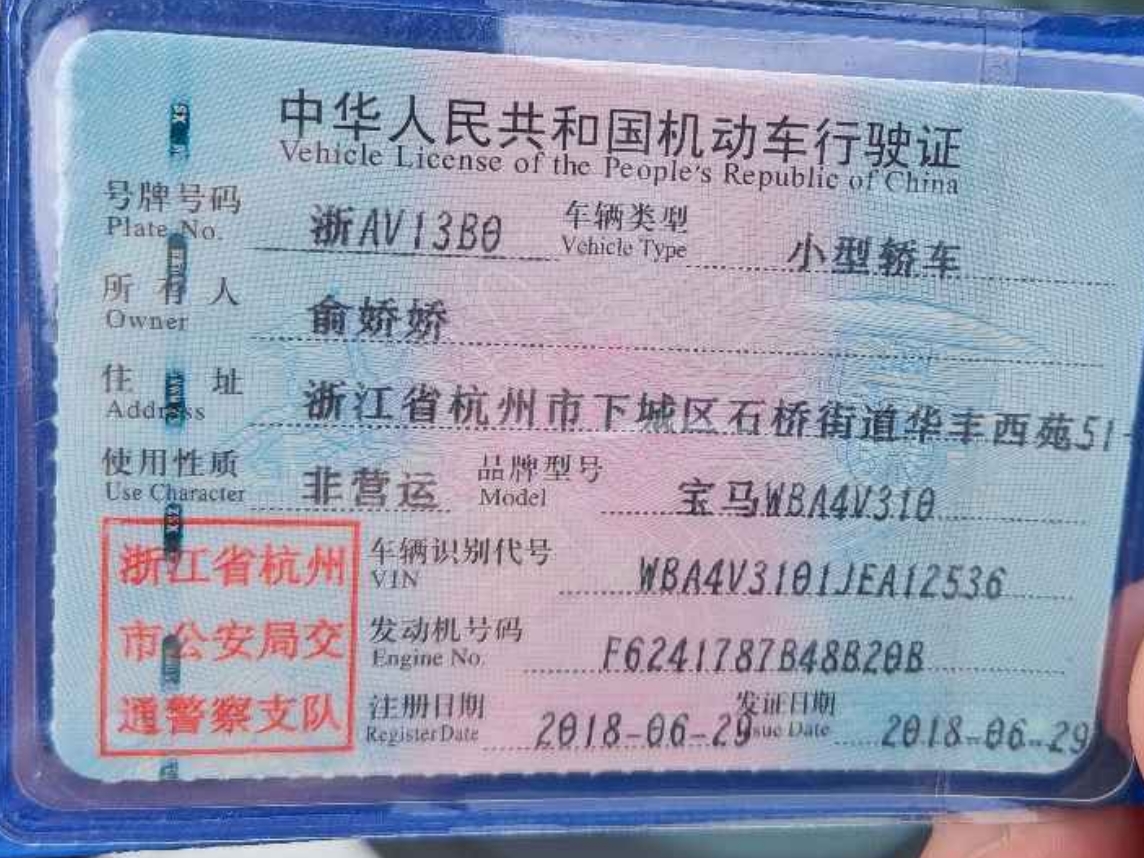 中华人民共和国机动车行驶证
Vehicle License of the People's Republic of China
号牌号码 浙AV13B0 车辆类型 小型轿车
Plate No. Vehicle Type
所有人 俞娇娇
Owner
住址 浙江省杭州市下城区石桥街道华丰西苑51-
Address
使用性质 非营运 品牌型号 宝马WBA4V310
Use Character Model
浙江省杭州 车辆识别代号 WBA4V3101JEA12536
VIN
市公安局交 发动机号码 F6241787B48B20B
Engine No.
通警察支队 注册日期 2018-06-29 发证日期 2018-06-29
Register Date Issue Date